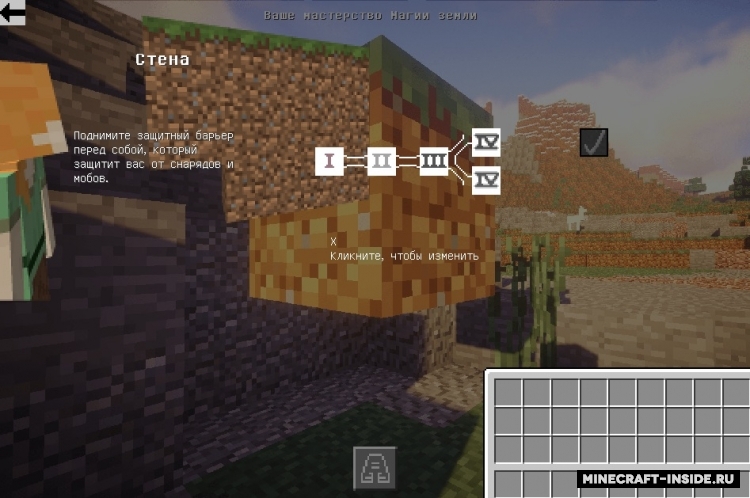 Ваше мастерство Магии земли
Стена
Поднимите защитный барьер
перед собой, который
защитит вас от снарядов и
мобов.
I II III IV
IV
X
Кликните, чтобы изменить
MINECRAFT-INSIDE.RU